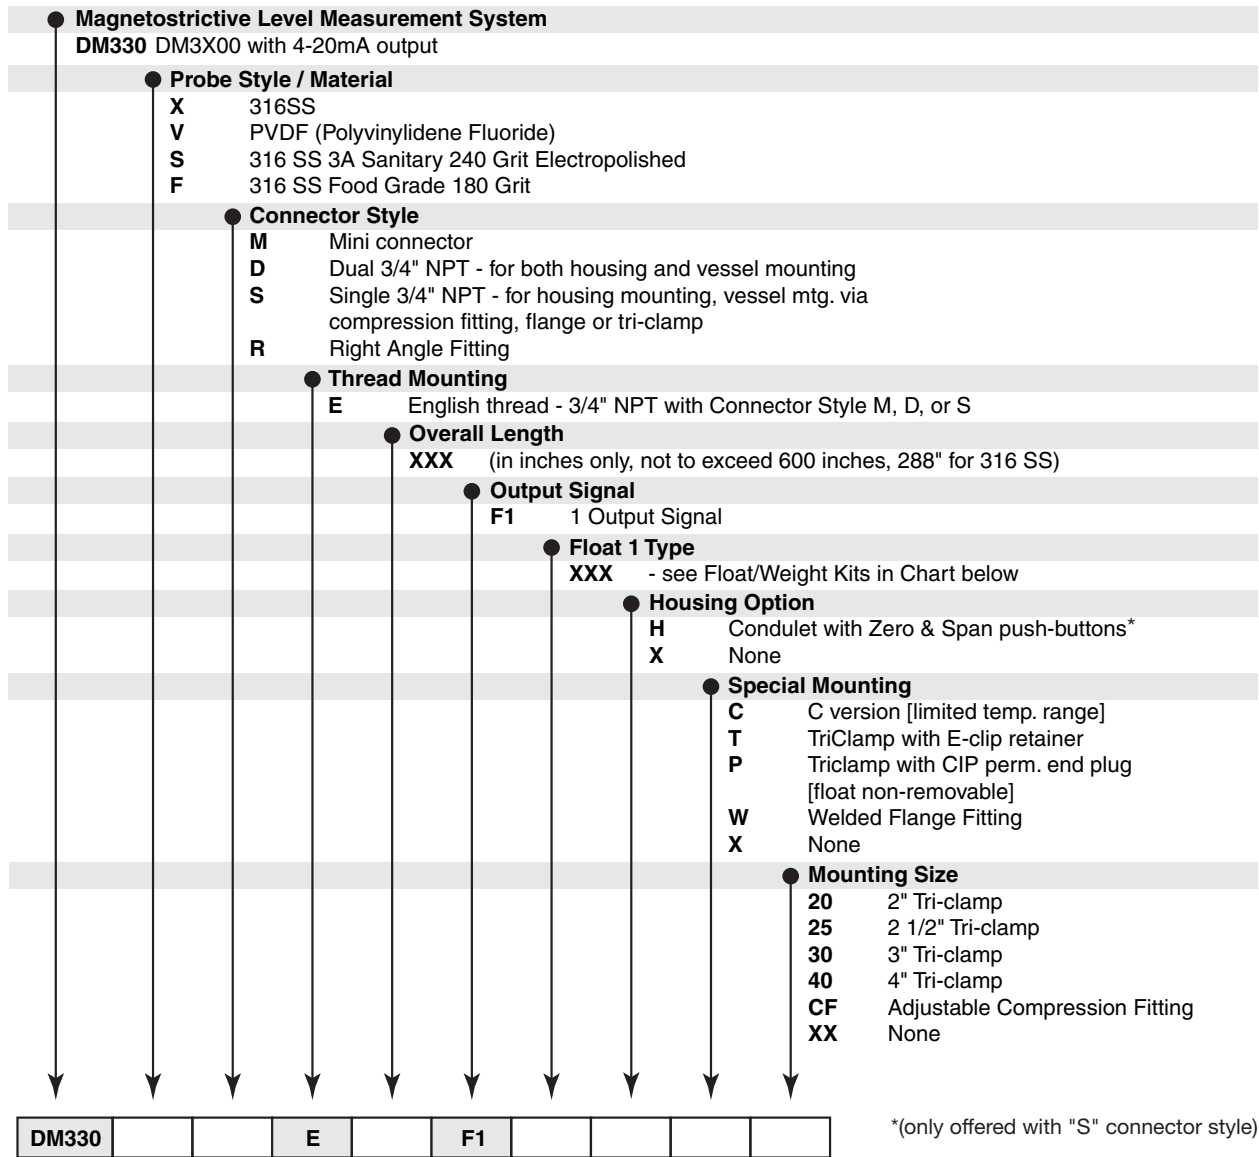 Magnetostrictive Level Measurement System
DM330 DM3X00 with 4-20mA output
Probe Style / Material
X 316SS
V PVDF (Polyvinylidene Fluoride)
S 316 SS 3A Sanitary 240 Grit Electropolished
F 316 SS Food Grade 180 Grit
Connector Style
M Mini connector
D Dual 3/4" NPT - for both housing and vessel mounting
S Single 3/4" NPT - for housing mounting, vessel mtg. via
compression fitting, flange or tri-clamp
R Right Angle Fitting
Thread Mounting
E English thread - 3/4" NPT with Connector Style M, D, or S
Overall Length
XXX (in inches only, not to exceed 600 inches, 288" for 316 SS)
Output Signal
F1 1 Output Signal
Float 1 Type
XXX - see Float/Weight Kits in Chart below
Housing Option
H Condulet with Zero & Span push-buttons*
X None
Special Mounting
C C version [limited temp. range]
T TriClamp with E-clip retainer
P Triclamp with CIP perm. end plug
[float non-removable]
W Welded Flange Fitting
X None
Mounting Size
20 2" Tri-clamp
25 2 1/2" Tri-clamp
30 3" Tri-clamp
40 4" Tri-clamp
CF Adjustable Compression Fitting
XX None
DM330 E F1
*(only offered with "S" connector style)